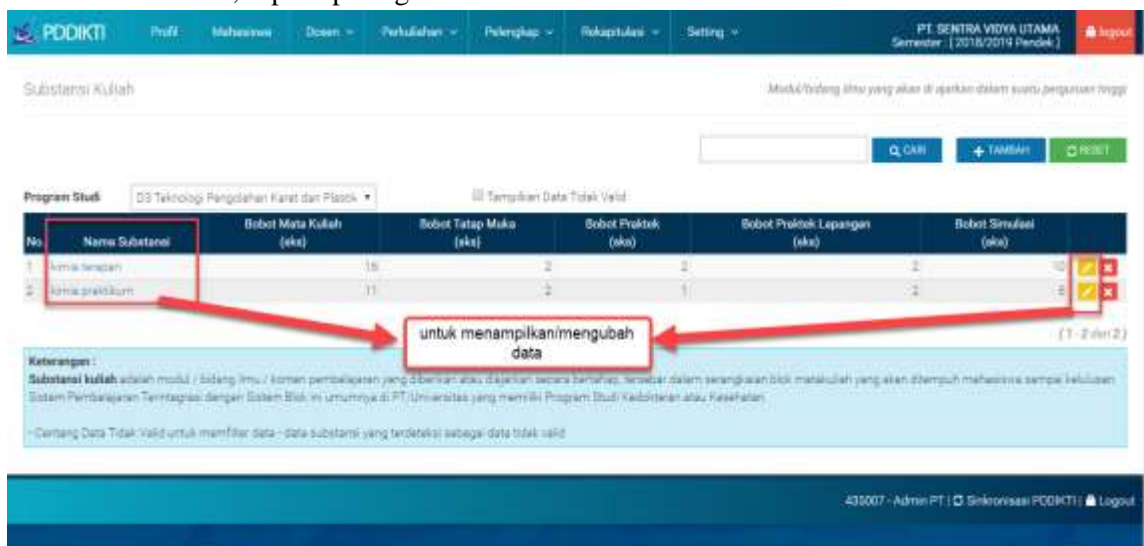 PDDIKTI Profil Mahasiswa Dosen Perkuliahan Pelengkap Rekapitulasi Setting PT. SENTRA VIDYA UTAMA logout
Semester : [ 2018/2019 Pendek ]
Substansi Kuliah Modul/bidang ilmu yang akan di ajarkan dalam suatu perguruan tinggi
CARI + TAMBAH RESET
Program Studi D3 Teknologi Pengolahan Karet dan Plastik Tampilkan Data Tidak Valid
No. Nama Substansi Bobot Mata Kuliah (sks) Bobot Tatap Muka (sks) Bobot Praktek (sks) Bobot Praktek Lapangan (sks) Bobot Simulasi (sks)
1 kimia terapan 16 2 2 2 10
2 kimia praktikum 11 2 1 2 6
untuk menampilkan/mengubah
data
( 1 - 2 dari 2 )
Keterangan :
Substansi kuliah adalah modul / bidang ilmu / konten pembelajaran yang diberikan atau diajarkan secara bertahap, tersebar dalam serangkaian blok matakuliah yang akan ditempuh mahasiswa sampai kelulusan.
Sistem Pembelajaran Terintegrasi dengan Sistem Blok ini umumnya di PT/Universitas yang memiliki Program Studi Kedokteran atau Kesehatan
- Centang Data Tidak Valid untuk memfilter data - data substansi yang terdeteksi sebagai data tidak valid
435007 - Admin PT | Sinkronisasi PDDIKTI | Logout